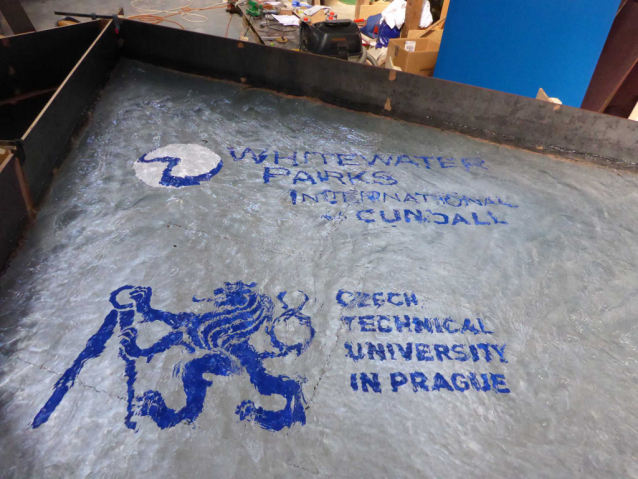 WHITEWATER
PARKS
INTERNATIONAL
CUNDALL
CZECH
TECHNICAL
UNIVERSITY
IN PRAGUE